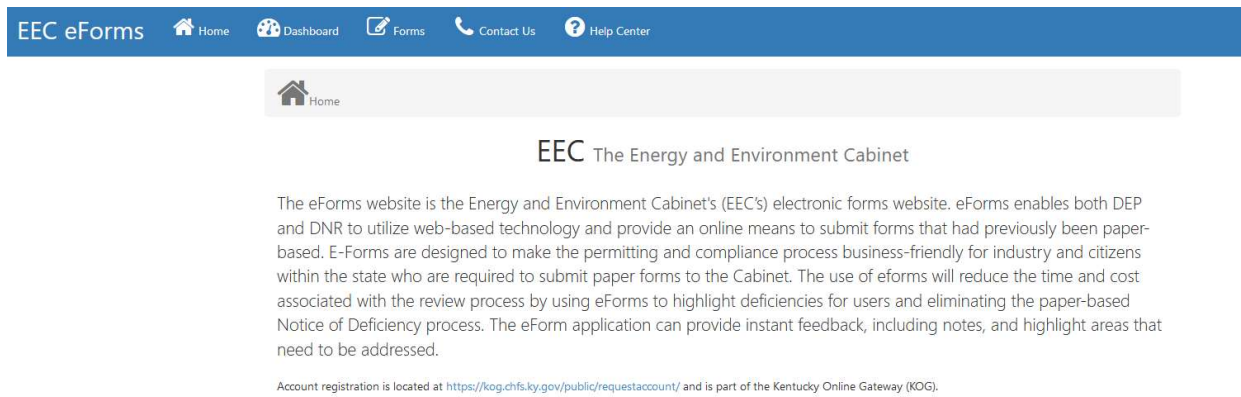 EEC eForms Home Dashboard Forms Contact Us Help Center
Home
EEC The Energy and Environment Cabinet
The eForms website is the Energy and Environment Cabinet's (EEC's) electronic forms website. eForms enables both DEP
and DNR to utilize web-based technology and provide an online means to submit forms that had previously been paper-
based. E-Forms are designed to make the permitting and compliance process business-friendly for industry and citizens
within the state who are required to submit paper forms to the Cabinet. The use of eforms will reduce the time and cost
associated with the review process by using eForms to highlight deficiencies for users and eliminating the paper-based
Notice of Deficiency process. The eForm application can provide instant feedback, including notes, and highlight areas that
need to be addressed.
Account registration is located at https://kog.chfs.ky.gov/public/requestaccount/ and is part of the Kentucky Online Gateway (KOG).